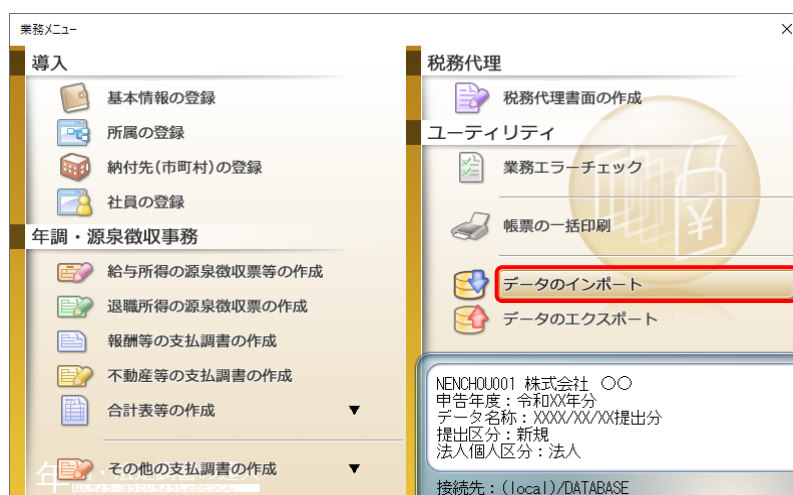 業務メニュー
導入
基本情報の登録
所属の登録
納付先(市町村)の登録
社員の登録
年調・源泉徴収事務
給与所得の源泉徴収票等の作成
退職所得の源泉徴収票の作成
報酬等の支払調書の作成
不動産等の支払調書の作成
合計表等の作成 ▼
その他の支払調書の作成 ▼
税務代理
税務代理書面の作成
ユーティリティ
業務エラーチェック
帳票の一括印刷
データのインポート
データのエクスポート
NENCHOU001 株式会社 〇〇
申告年度:令和XX年分
データ名称:XXXX/XX/XX提出分
提出区分:新規
法人個人区分:法人
接続先:(local)/DATABASE